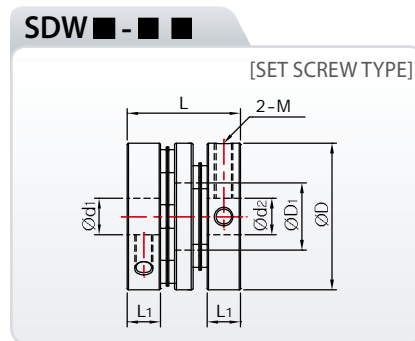 SDW■-■ ■
[SET SCREW TYPE]
L
2-M
Ød1
Ød2
ØD1
ØD
L1
L1